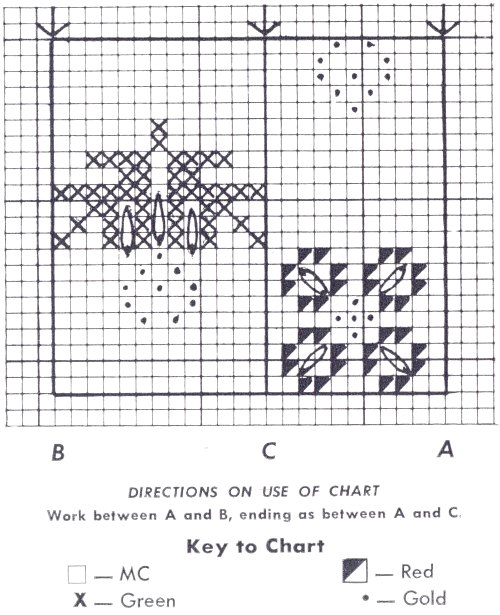 B C A
DIRECTIONS ON USE OF CHART
Work between A and B, ending as between A and C.
Key to Chart
— MC — Red
X — Green • — Gold